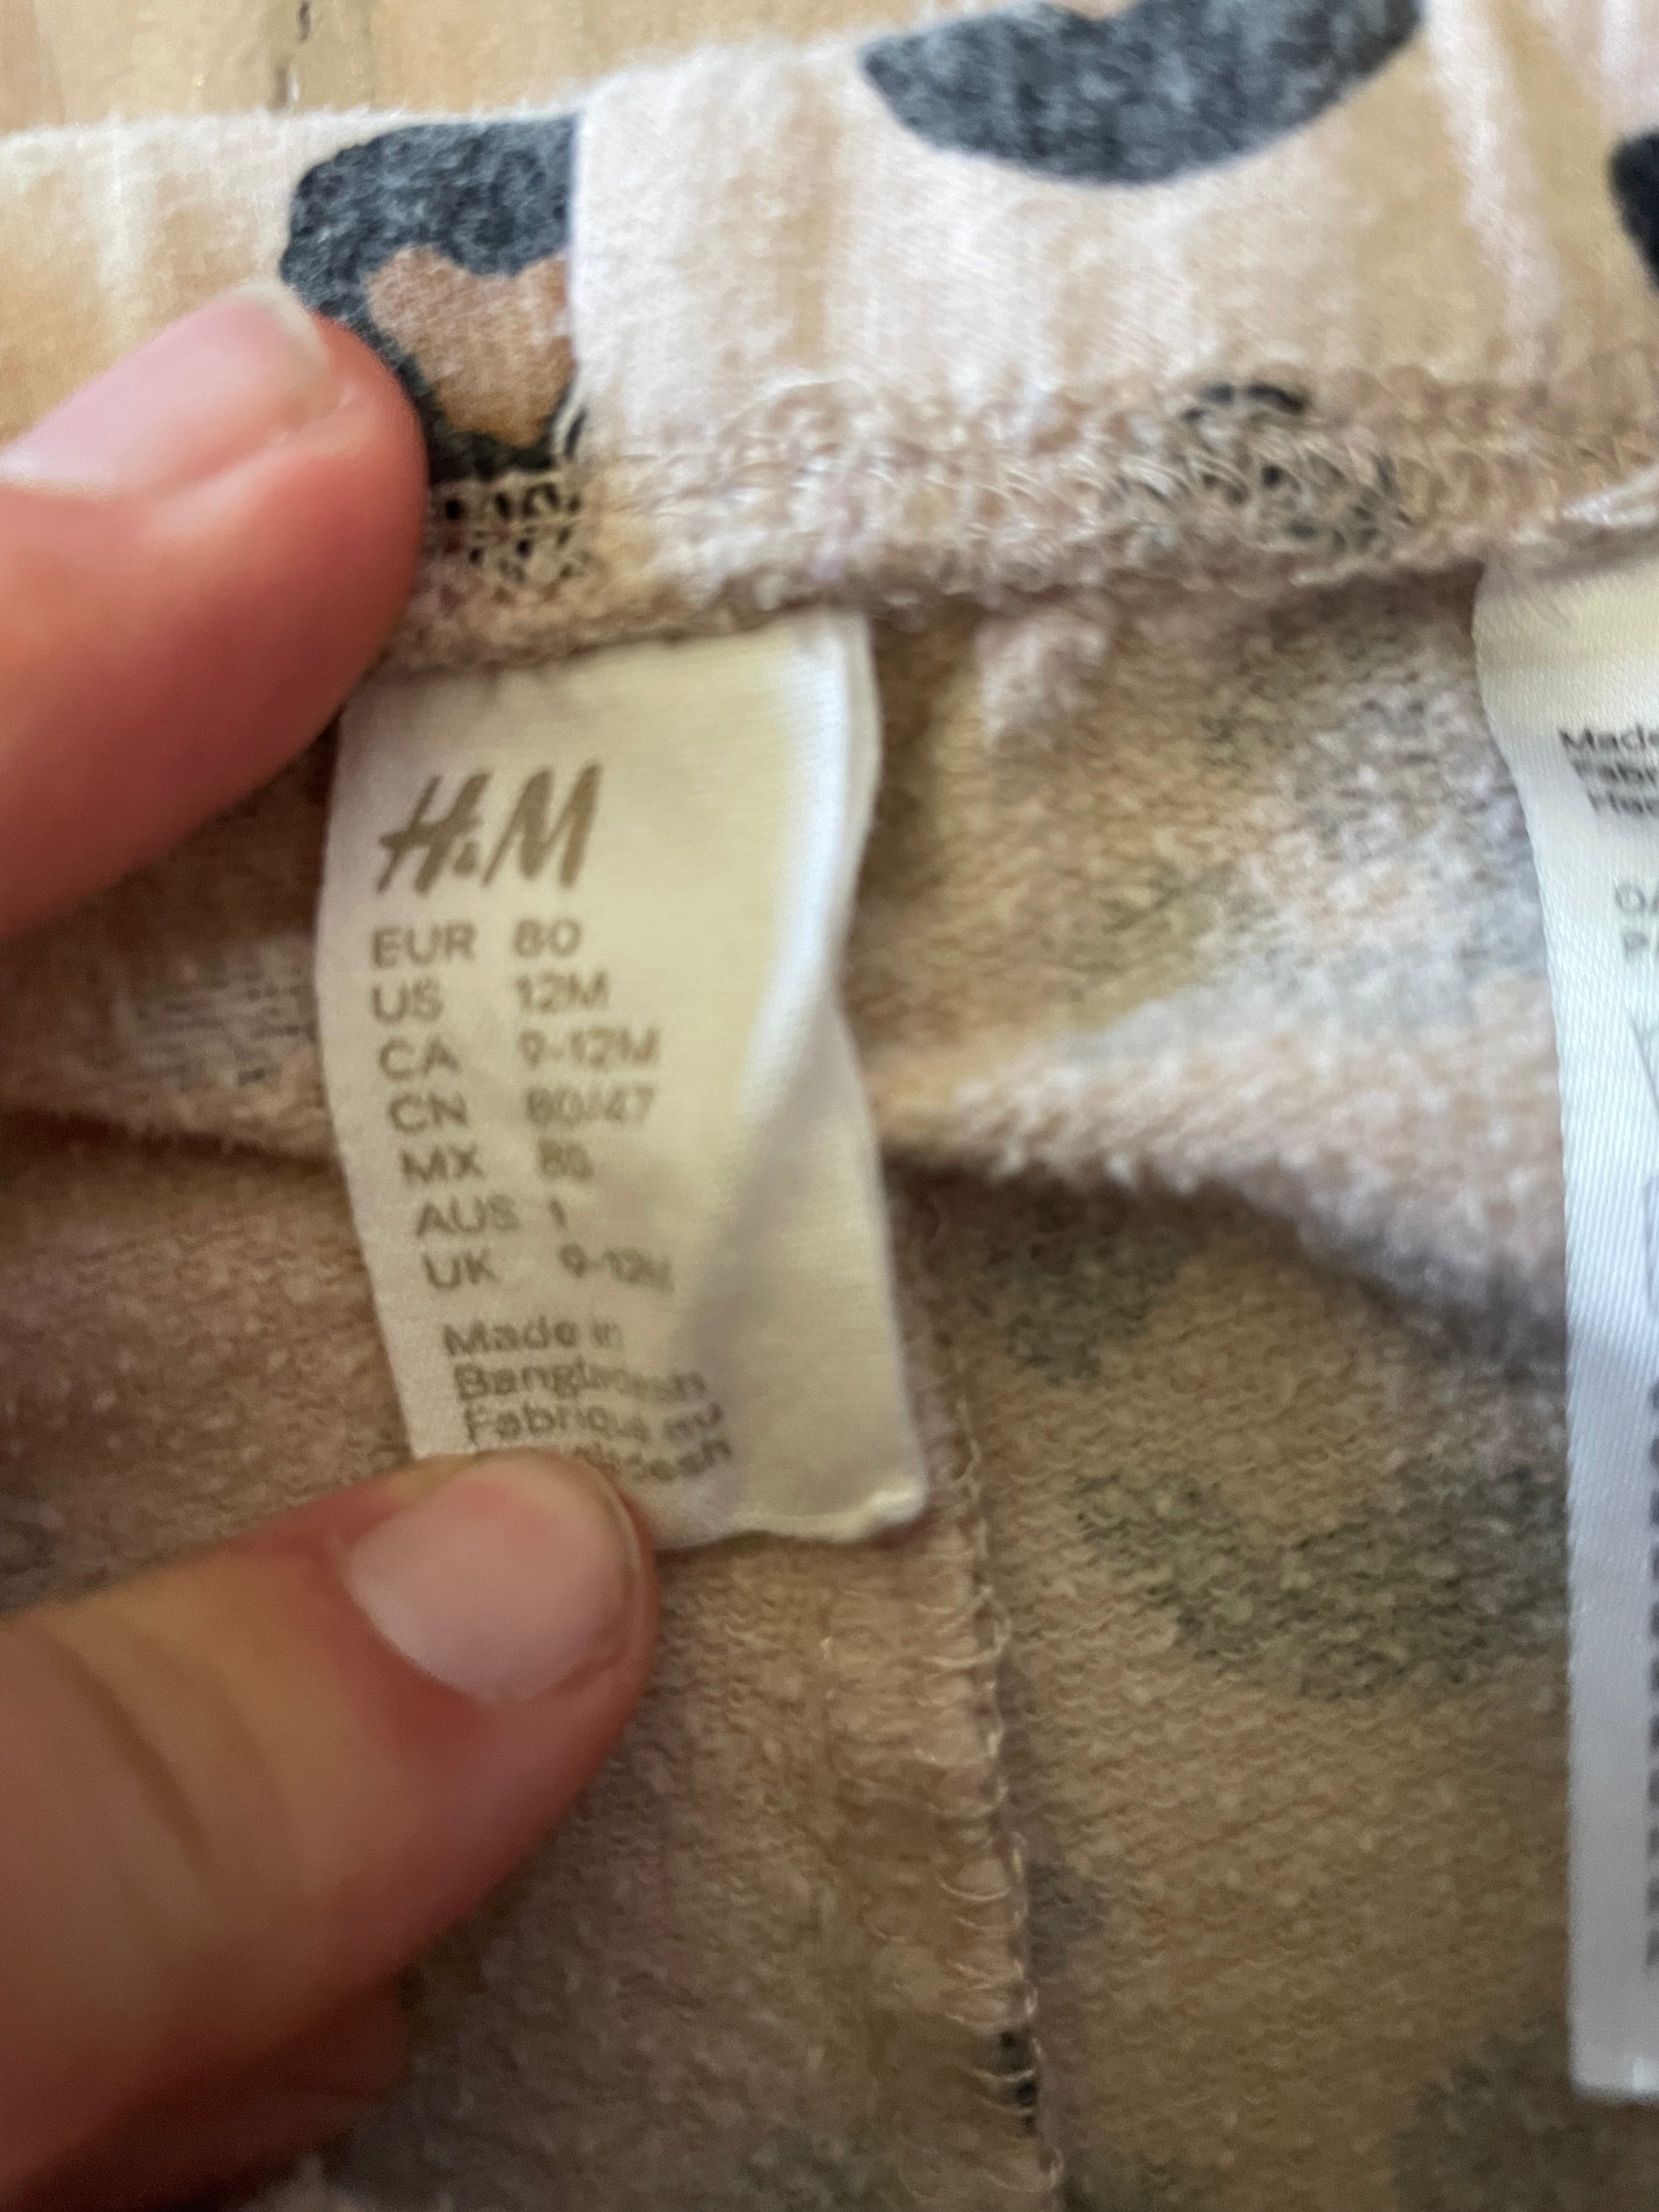 H&M
EUR 80
US 12M
CA 9-12M
CN 80/47
MX 80
AUS 1
UK 9-12M
Made in
Bangladesh
Fabriqué au
Made